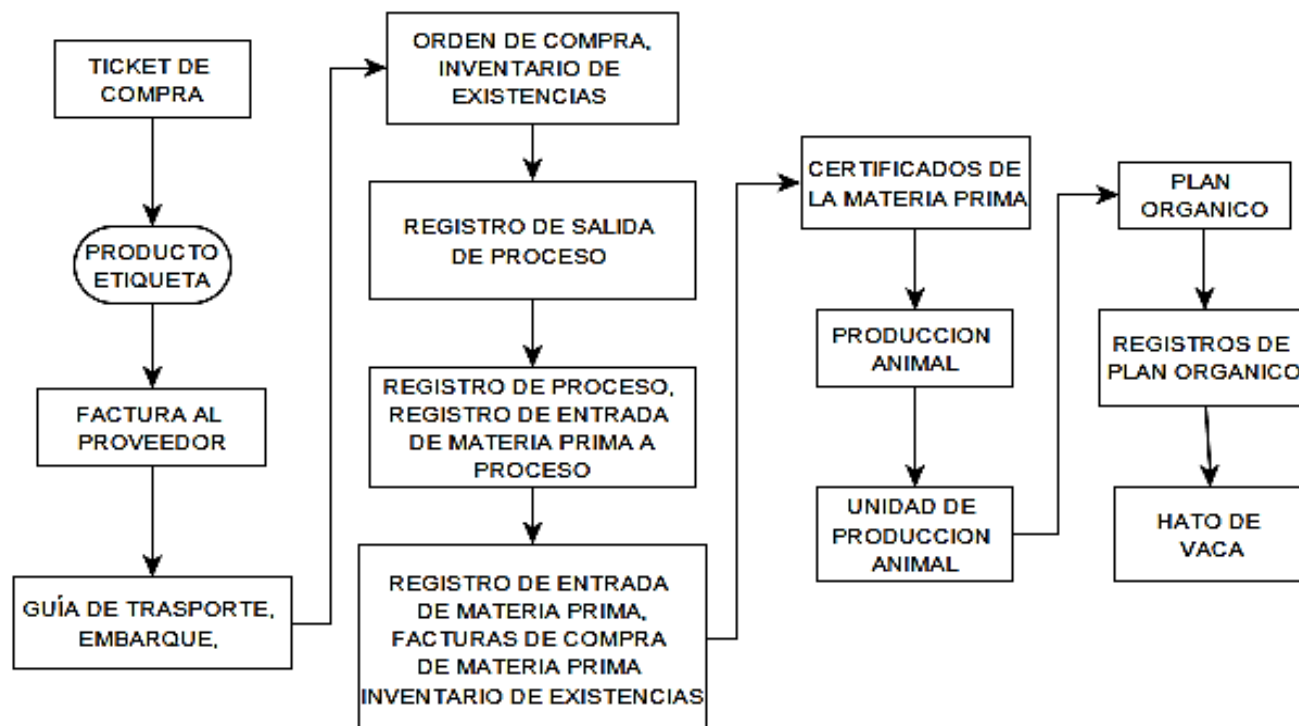 TICKET DE
COMPRA
PRODUCTO
ETIQUETA
FACTURA AL
PROVEEDOR
GUÍA DE TRASPORTE,
EMBARQUE,
ORDEN DE COMPRA,
INVENTARIO DE
EXISTENCIAS
REGISTRO DE SALIDA
DE PROCESO
REGISTRO DE PROCESO,
REGISTRO DE ENTRADA
DE MATERIA PRIMA A
PROCESO
REGISTRO DE ENTRADA
DE MATERIA PRIMA,
FACTURAS DE COMPRA
DE MATERIA PRIMA
INVENTARIO DE EXISTENCIAS
CERTIFICADOS DE
LA MATERIA PRIMA
PRODUCCION
ANIMAL
UNIDAD DE
PRODUCCION
ANIMAL
PLAN
ORGANICO
REGISTROS DE
PLAN ORGANICO
HATO DE
VACA